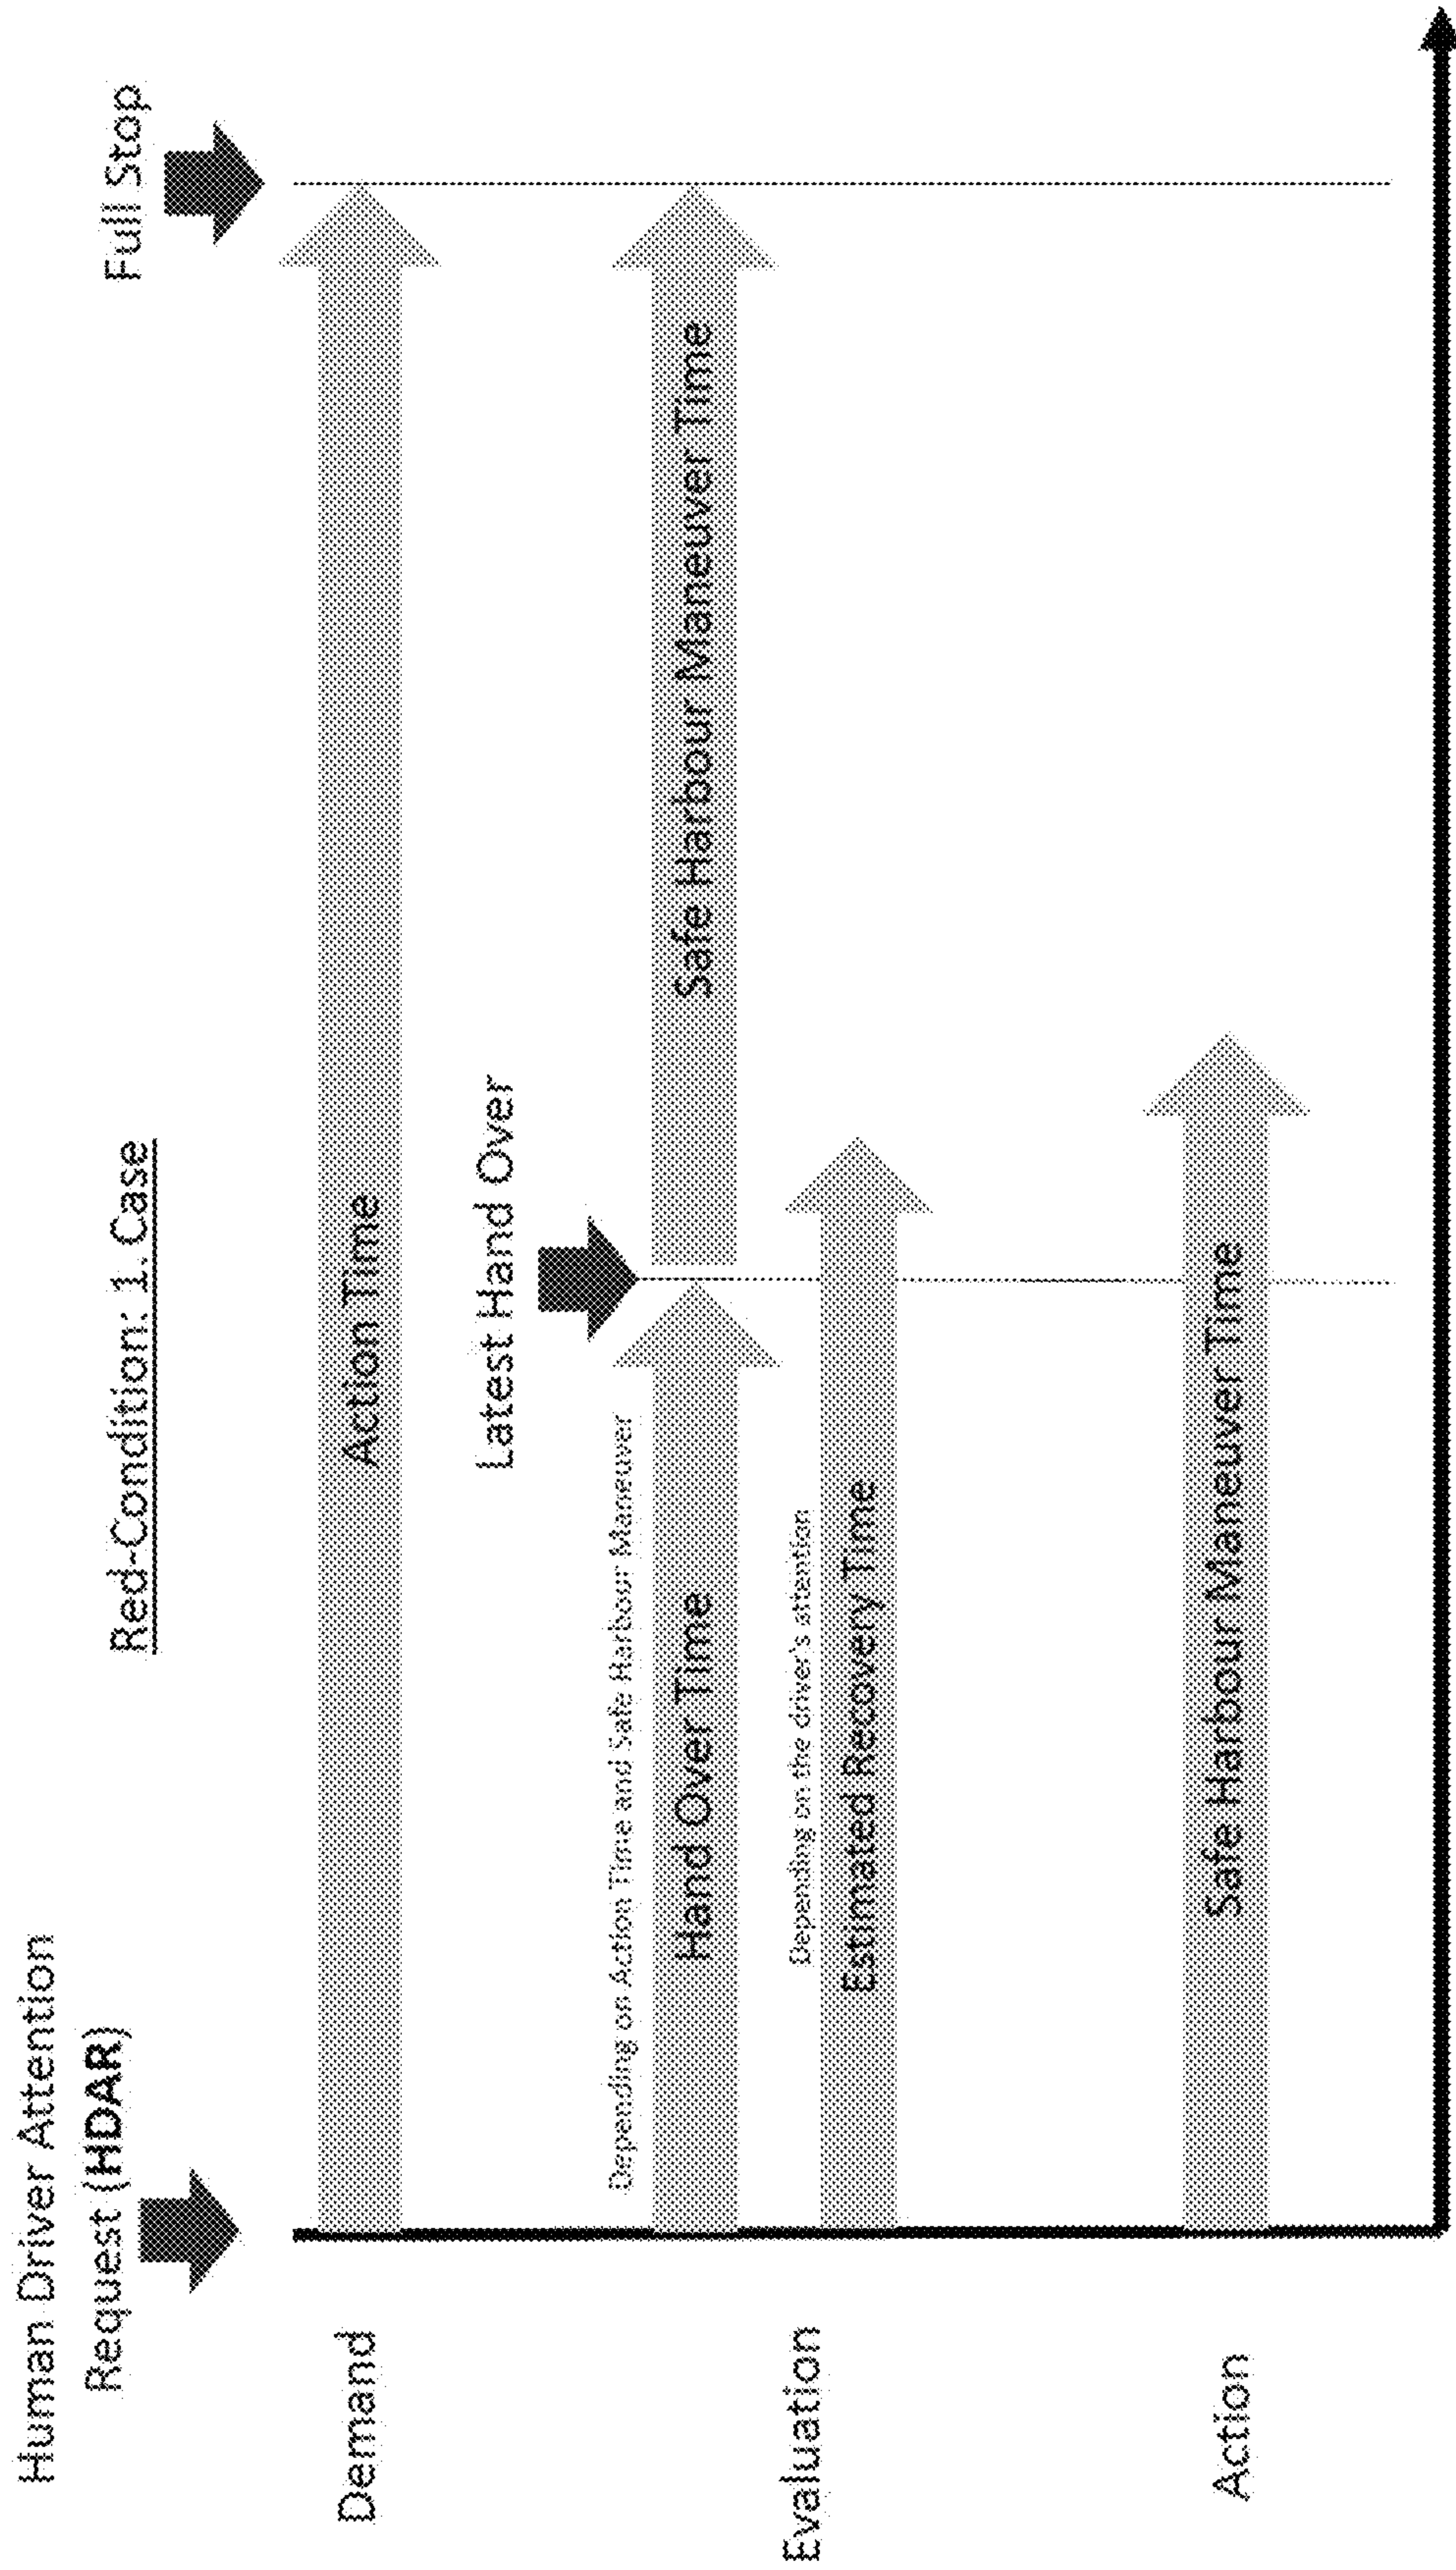 Human Driver Attention
Request (HDAR)
Red-Condition: 1. Case
Full Stop
Demand
Action Time
Latest Hand Over
Evaluation
Depending on Action Time and Safe Harbour Maneuver
Hand Over Time
Safe Harbour Maneuver Time
Depending on the driver's attention
Estimated Recovery Time
Action
Safe Harbour Maneuver Time